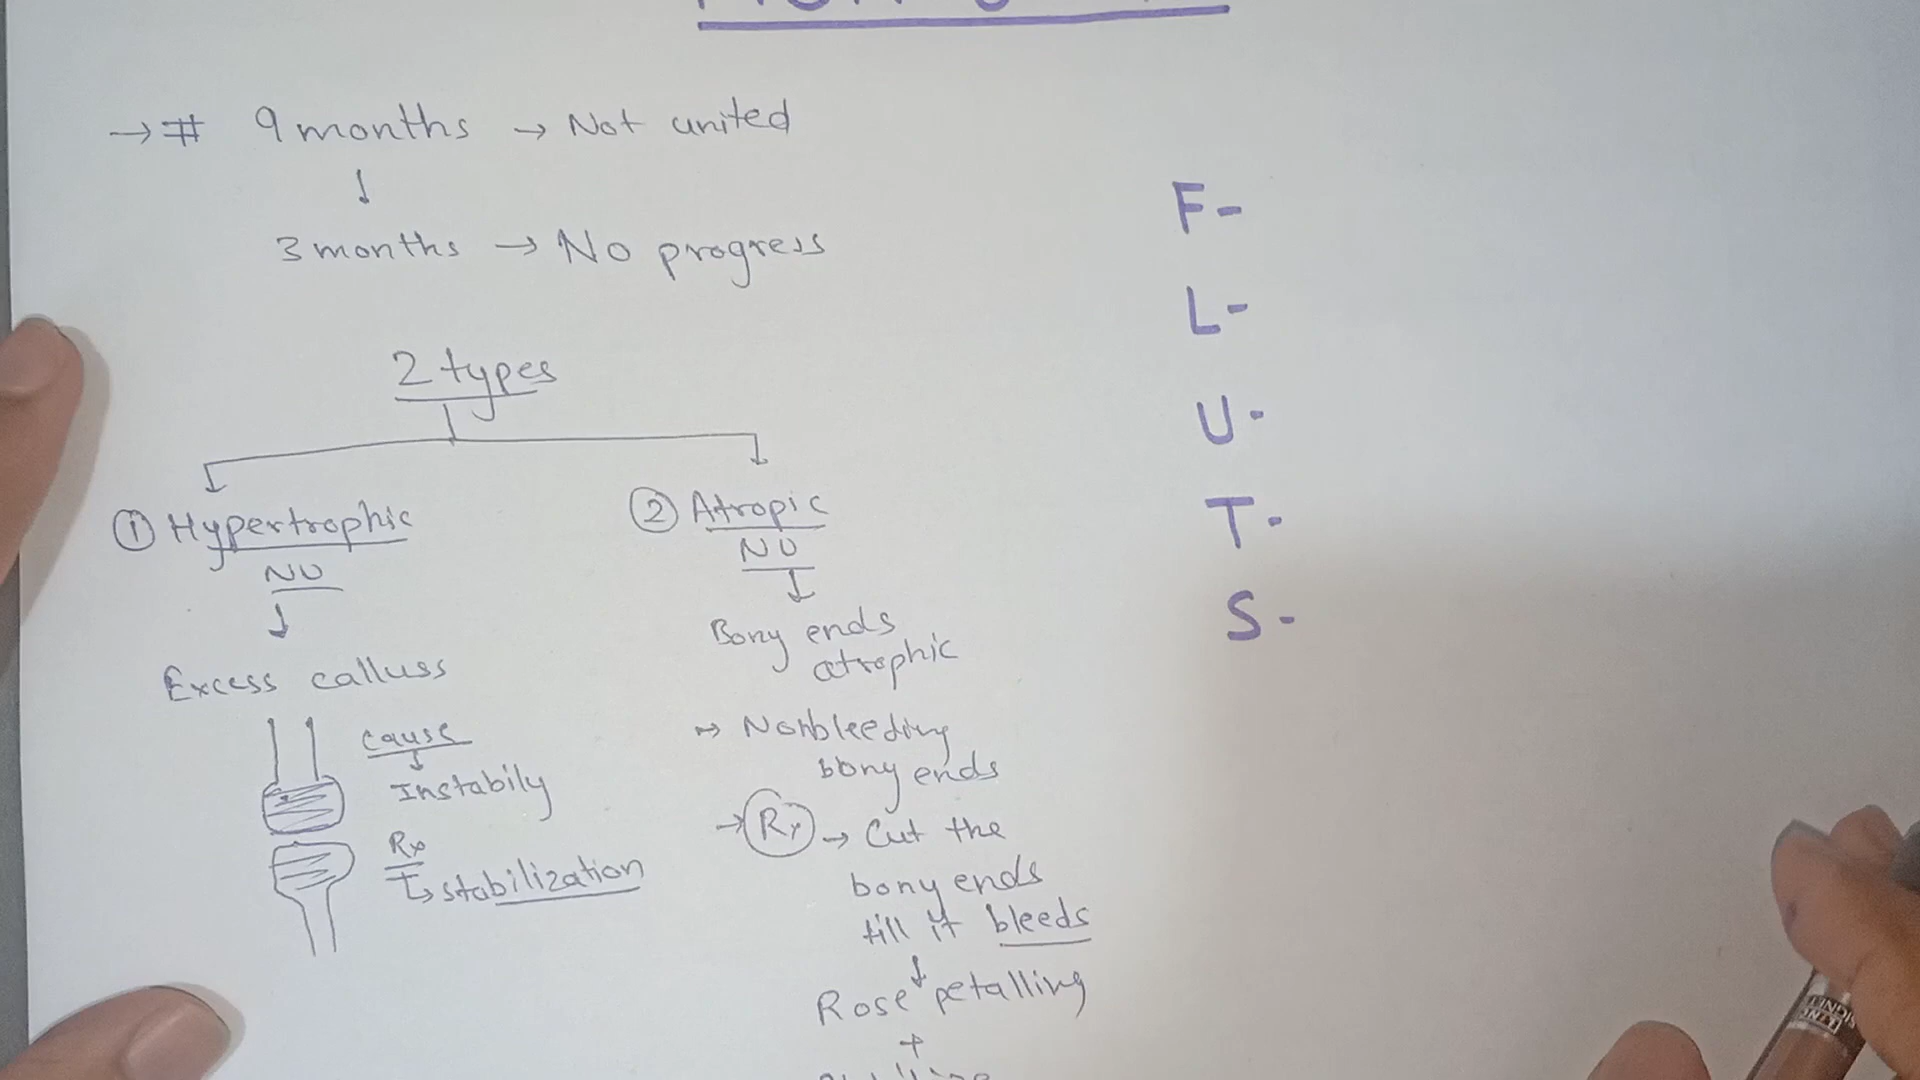 → # 9 months → Not united
↓
3 months → No progress
2 types
① Hypertrophic
NU
↓
Excess calluss
cause
↓
Instabily
Rx
↳ stabilization
② Atropic
NU
↓
Bony ends
atrophic
→ Nonbleeding
bony ends
→ Rx → Cut the
bony ends
till it bleeds
↓
Rose petalling
+
F-
L-
U-
T-
S-